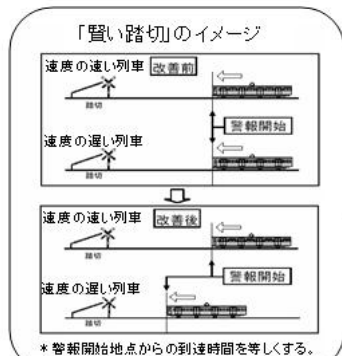 「賢い踏切」のイメージ
速度の速い列車 改善前
踏切
警報開始
速度の遅い列車
踏切
速度の速い列車 改善後
踏切
警報開始
速度の遅い列車
踏切
* 警報開始地点からの到達時間を等しくする。